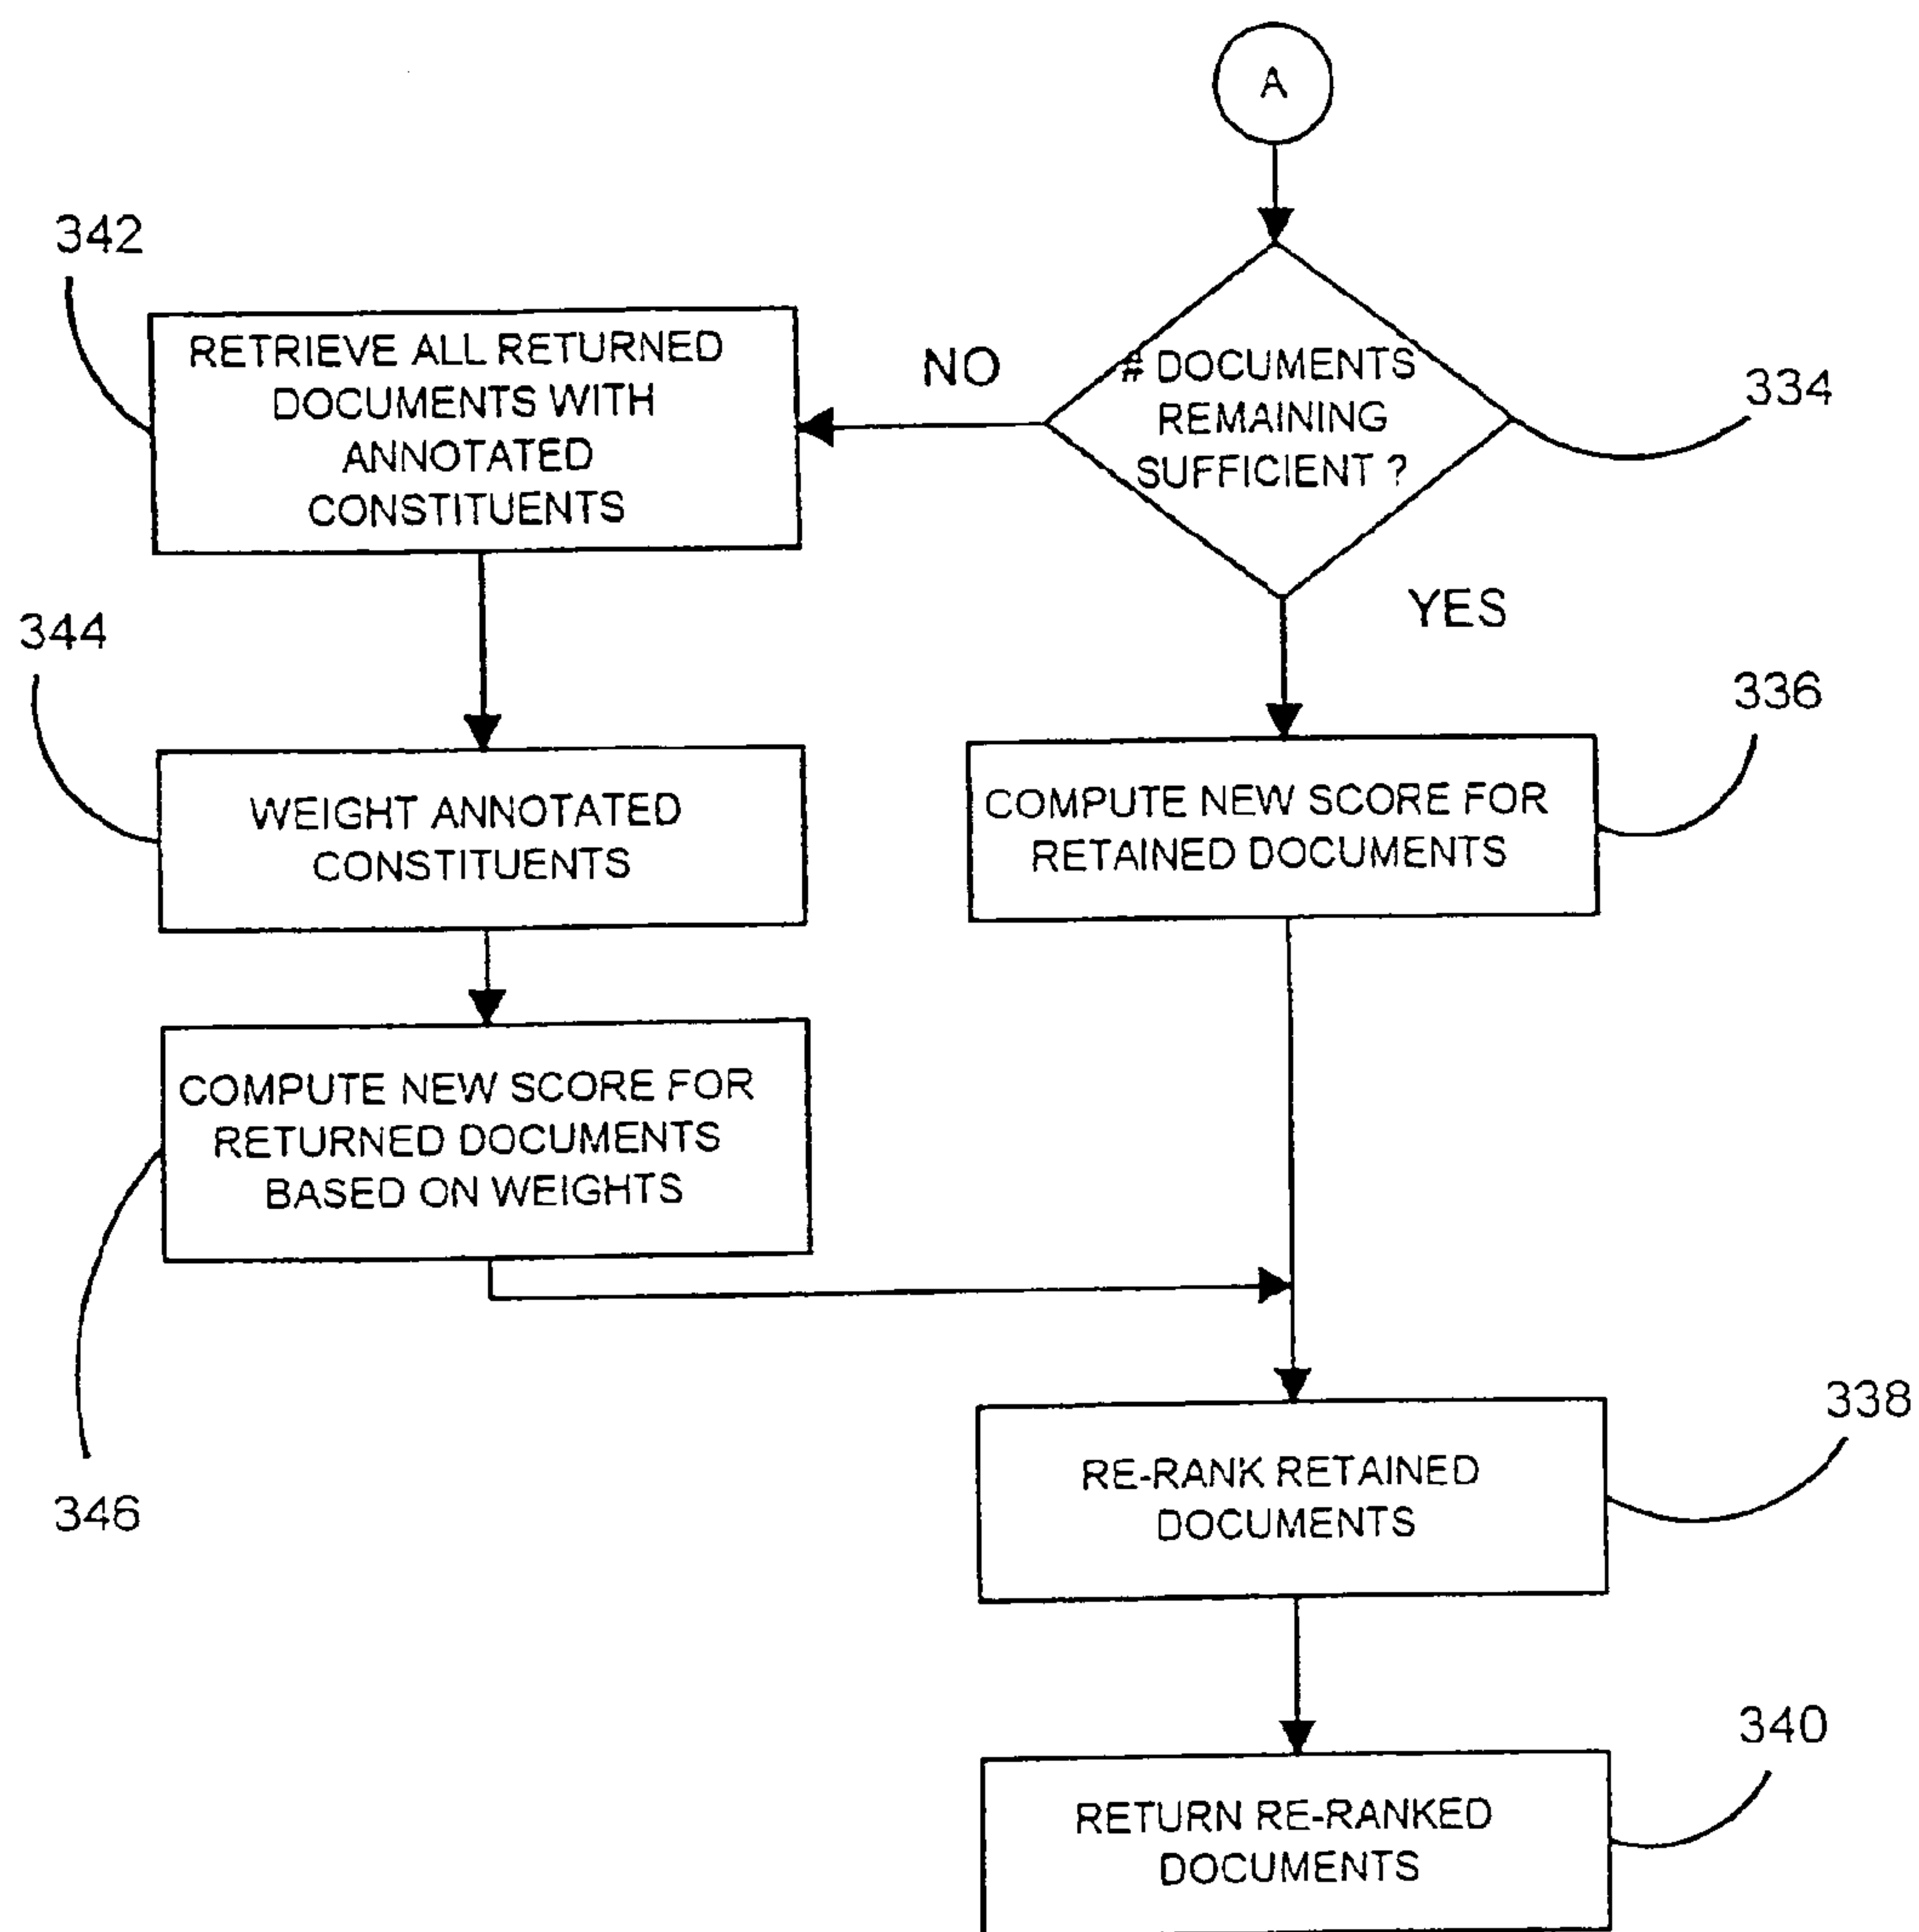 A
342
RETRIEVE ALL RETURNED
DOCUMENTS WITH
ANNOTATED
CONSTITUENTS
NO
# DOCUMENTS
REMAINING
SUFFICIENT ?
334
YES
344
WEIGHT ANNOTATED
CONSTITUENTS
336
COMPUTE NEW SCORE FOR
RETAINED DOCUMENTS
COMPUTE NEW SCORE FOR
RETURNED DOCUMENTS
BASED ON WEIGHTS
346
338
RE-RANK RETAINED
DOCUMENTS
340
RETURN RE-RANKED
DOCUMENTS